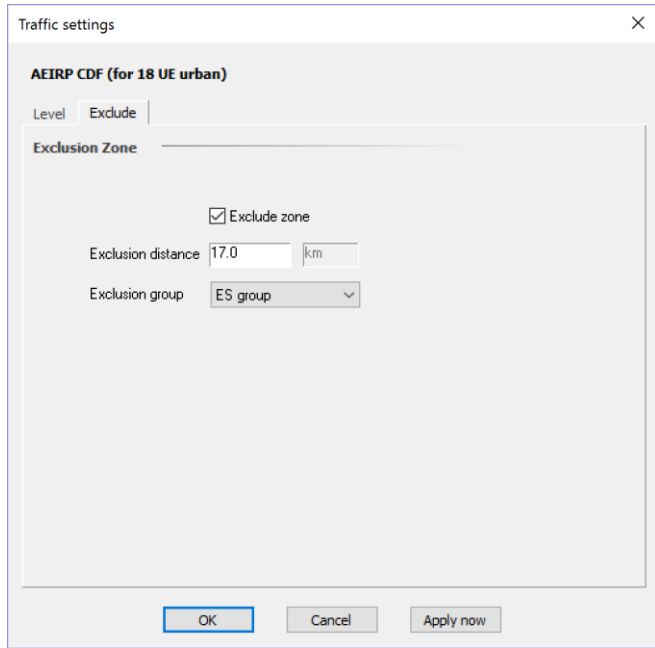 Traffic settings
AEIRP CDF (for 18 UE urban)
Level Exclude
Exclusion Zone
Exclude zone
Exclusion distance 17.0 km
Exclusion group ES group
OK Cancel Apply now